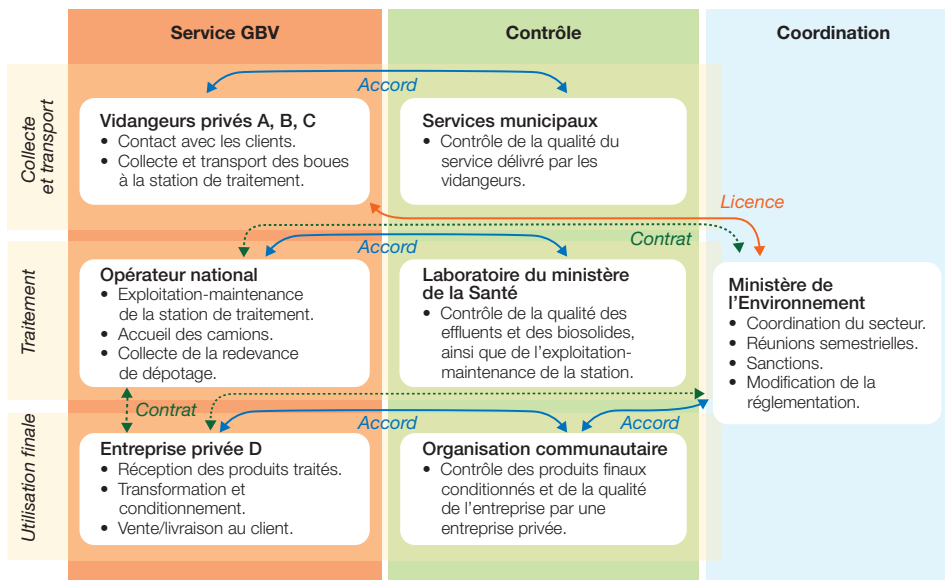 Service GBV
Contrôle
Coordination
Collecte
et transport
Accord
Vidangeurs privés A, B, C
• Contact avec les clients.
• Collecte et transport des boues
à la station de traitement.
Services municipaux
• Contrôle de la qualité du
service délivré par les
vidangeurs.
Licence
Contrat
Traitement
Accord
Opérateur national
• Exploitation-maintenance
de la station de traitement.
• Accueil des camions.
• Collecte de la redevance
de dépotage.
Laboratoire du ministère
de la Santé
• Contrôle de la qualité des
effluents et des biosolides,
ainsi que de l’exploitation-
maintenance de la station.
Ministère de
l’Environnement
• Coordination du secteur.
• Réunions semestrielles.
• Sanctions.
• Modification de la
réglementation.
Contrat
Utilisation finale
Accord
Accord
Entreprise privée D
• Réception des produits traités.
• Transformation et
conditionnement.
• Vente/livraison au client.
Organisation communautaire
• Contrôle des produits finaux
conditionnés et de la qualité
de l’entreprise par une
entreprise privée.